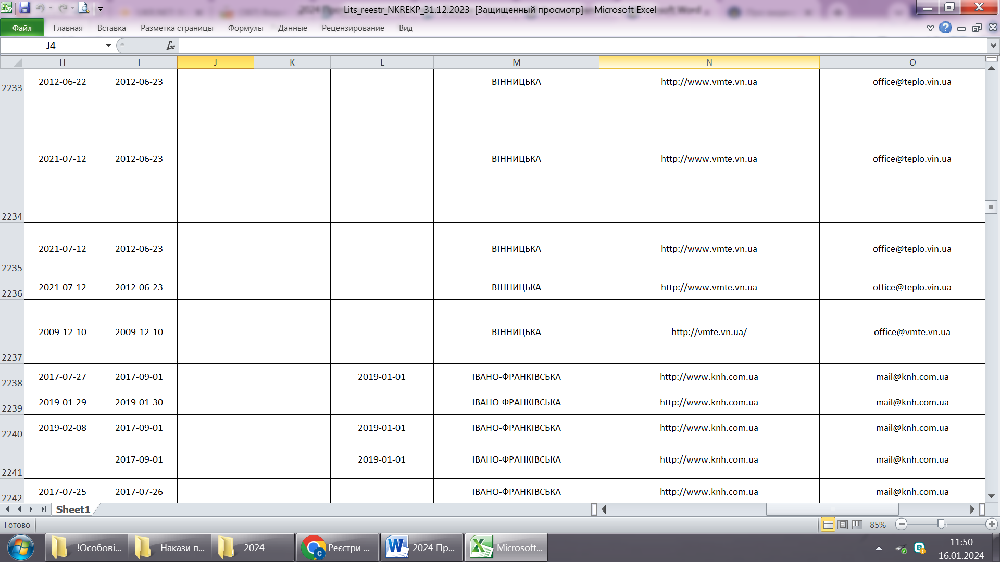 Lits_reestr_NKREKP_31.12.2023 [Защищенный просмотр] - Microsoft Excel
Файл Главная Вставка Разметка страницы Формулы Данные Рецензирование Вид
J4 fx
H I J K L M N O
2233 2012-06-22 2012-06-23 ВІННИЦЬКА http://www.vmte.vn.ua office@teplo.vin.ua
2234 2021-07-12 2012-06-23 ВІННИЦЬКА http://www.vmte.vn.ua office@teplo.vin.ua
2235 2021-07-12 2012-06-23 ВІННИЦЬКА http://www.vmte.vn.ua office@teplo.vin.ua
2236 2021-07-12 2012-06-23 ВІННИЦЬКА http://www.vmte.vn.ua office@teplo.vin.ua
2237 2009-12-10 2009-12-10 ВІННИЦЬКА http://vmte.vn.ua/ office@vmte.vn.ua
2238 2017-07-27 2017-09-01 2019-01-01 ІВАНО-ФРАНКІВСЬКА http://www.knh.com.ua mail@knh.com.ua
2239 2019-01-29 2019-01-30 ІВАНО-ФРАНКІВСЬКА http://www.knh.com.ua mail@knh.com.ua
2240 2019-02-08 2017-09-01 2019-01-01 ІВАНО-ФРАНКІВСЬКА http://www.knh.com.ua mail@knh.com.ua
2241 2017-09-01 2019-01-01 ІВАНО-ФРАНКІВСЬКА http://www.knh.com.ua mail@knh.com.ua
2242 2017-07-25 2017-07-26 ІВАНО-ФРАНКІВСЬКА http://www.knh.com.ua mail@knh.com.ua
Sheet1
Готово 85%
!Особові... Накази п... 2024 Реєстри ... 2024 Пр... Microsoft... 11:50
16.01.2024